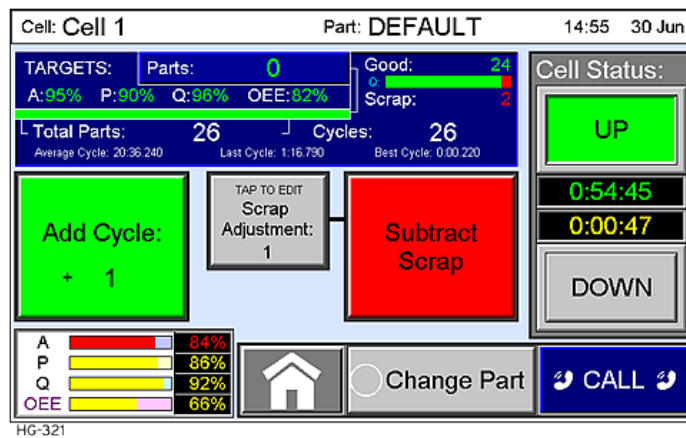 Cell: Cell 1 Part: DEFAULT 14:55 30 Jun
TARGETS: Parts: 0
A:95% P:90% Q:96% OEE:82%
Good: 24
Q:
Scrap: 2
Total Parts: 26 Cycles: 26
Average Cycle: 20:36.240 Last Cycle: 1:16.790 Best Cycle: 0:00.220
Cell Status:
UP
0:54:45
0:00:47
DOWN
Add Cycle:
+ 1
TAP TO EDIT
Scrap
Adjustment:
1
Subtract
Scrap
A 84%
P 86%
Q 92%
OEE 66%
Change Part
CALL
HG-321